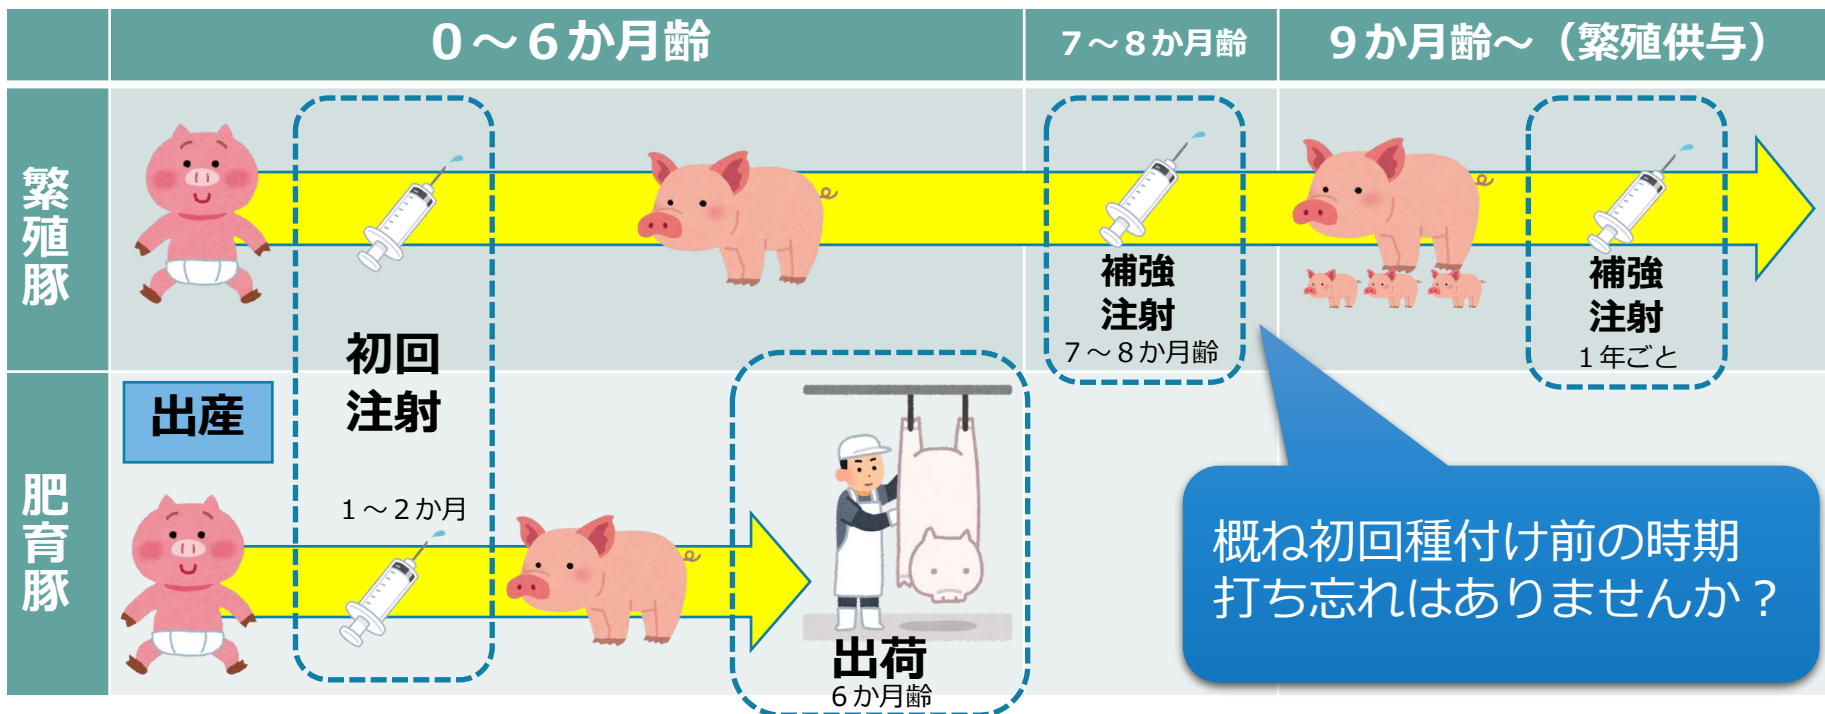 ０～６か月齢
７～８か月齢
９か月齢～（繁殖供与）
繁殖豚
補強
注射
７～８か月齢
補強
注射
１年ごと
初回
注射
１～２か月
肥育豚
出産
出荷
６か月齢
概ね初回種付け前の時期
打ち忘れはありませんか？